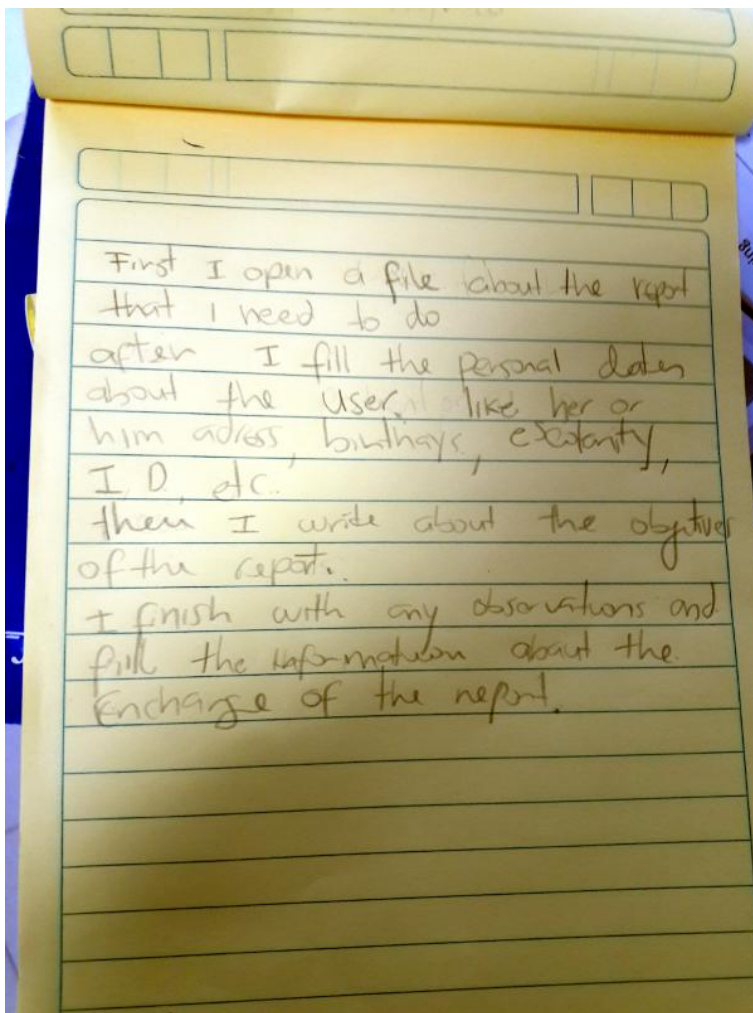 First I open a file about the report
that I need to do
after I fill the personal dates
about the user, like her or
him adress, birthays, escolarity,
I.D, etc.
then I write about the objetives
of the report.
I finish with any observations and
fill the information about the
encharge of the report.